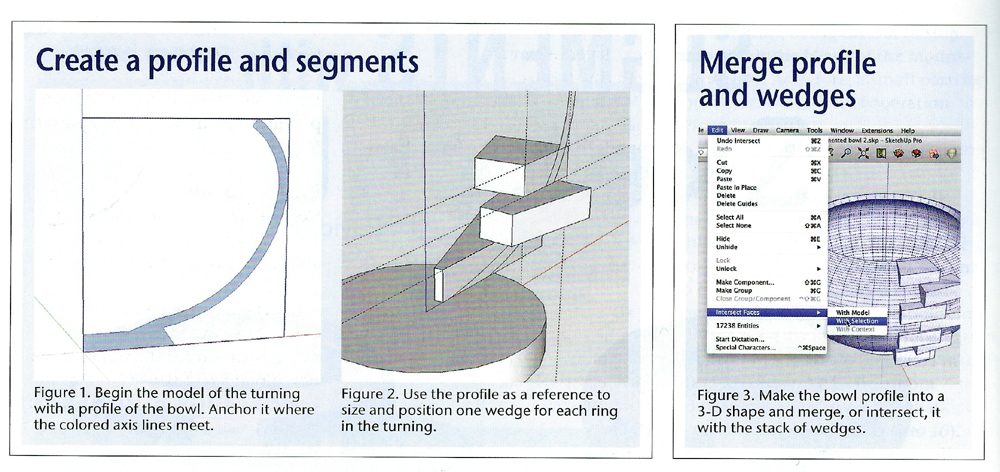 Create a profile and segments
Figure 1. Begin the model of the turning
with a profile of the bowl. Anchor it where
the colored axis lines meet.
Figure 2. Use the profile as a reference to
size and position one wedge for each ring
in the turning.
Merge profile
and wedges
Edit View Draw Camera Tools Window Extensions Help
nented bowl 2.skp – SketchUp Pro
Undo Intersect ⌘Z
Redo ⇧⌘Z
Cut ⌘X
Copy ⌘C
Paste ⌘V
Paste in Place
Delete
Delete Guides
Select All ⌘A
Select None ⇧⌘A
Hide ⌘E
Unhide ▶
Lock
Unlock ▶
Make Component... ⇧⌘G
Make Group ⌘G
Close Group/Component
Intersect Faces ▶
With Model
With Selection
With Context
17238 Entities ▶
Start Dictation...
Special Characters... ^⌘Space
Figure 3. Make the bowl profile into a
3-D shape and merge, or intersect, it
with the stack of wedges.